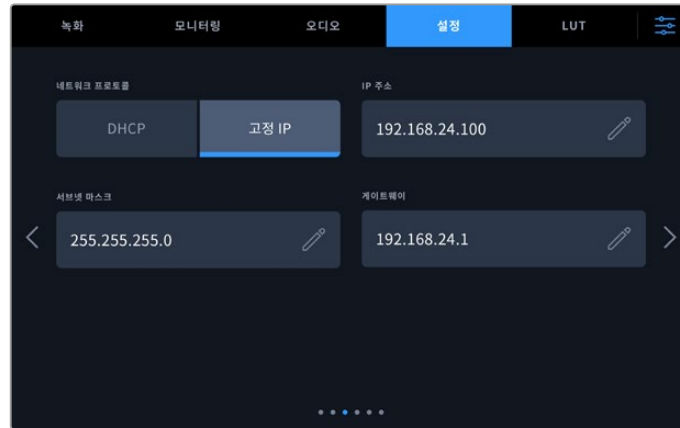 녹화 모니터링 오디오 설정 LUT
네트워크 프로토콜 IP 주소
DHCP 고정 IP 192.168.24.100
서브넷 마스크 게이트웨이
255.255.255.0 192.168.24.1